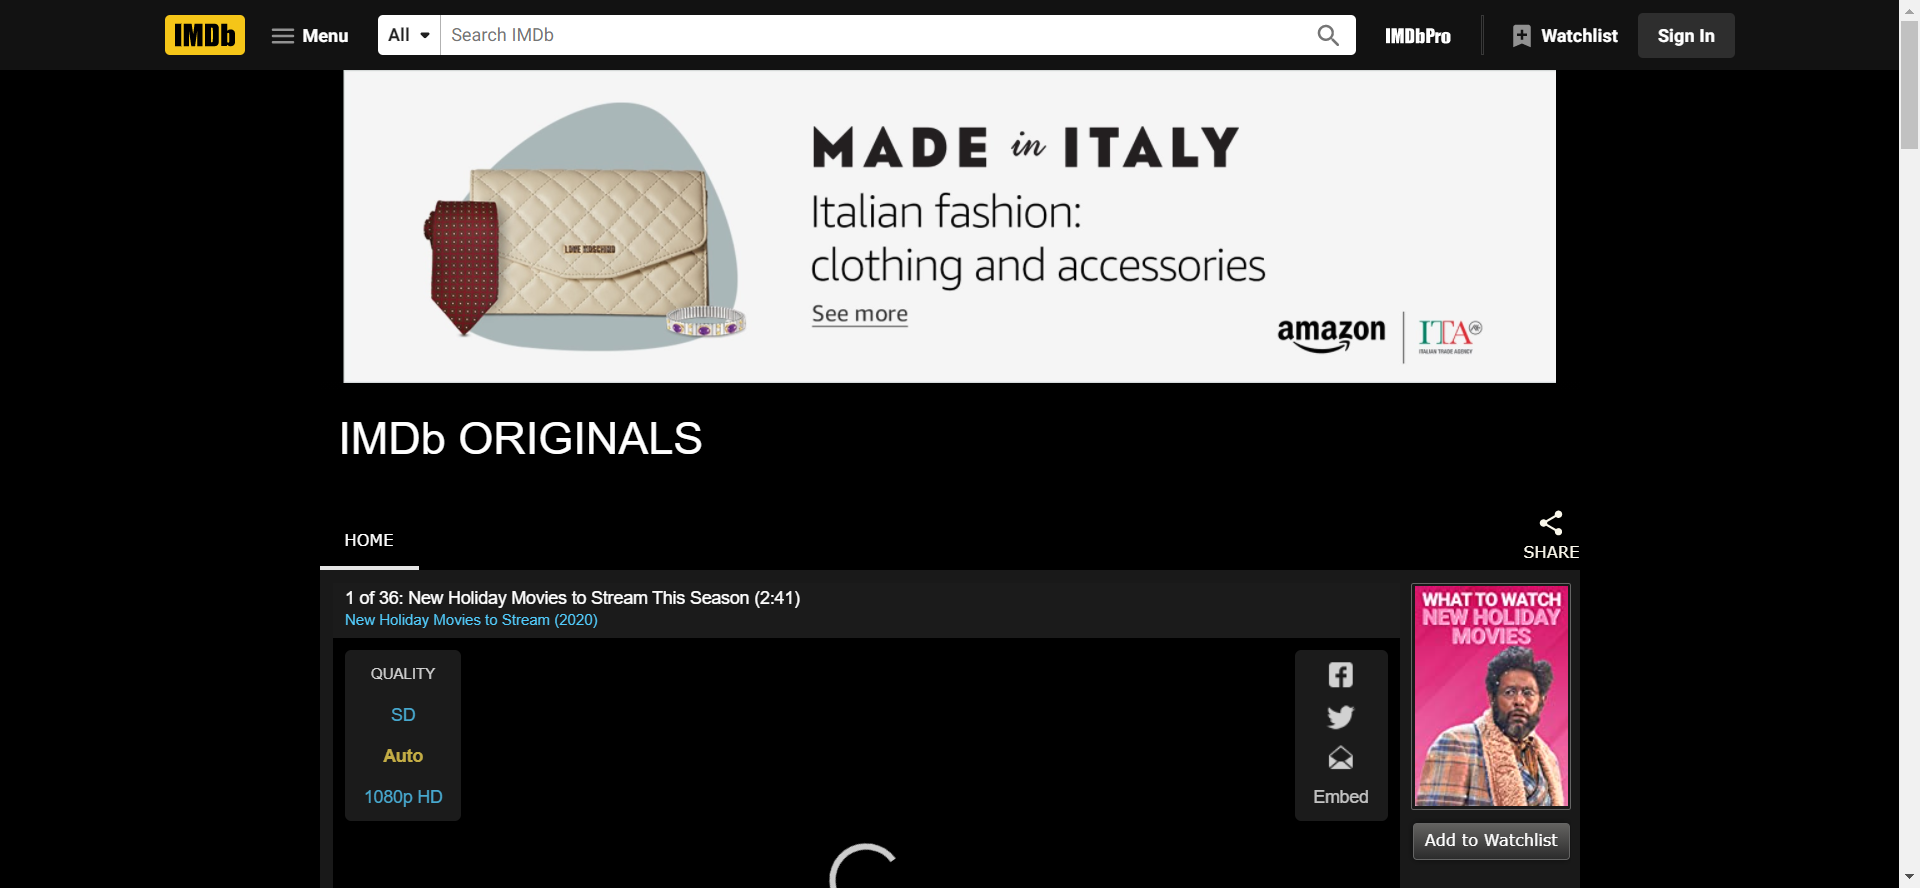 IMDb
Menu
All
Search IMDb
IMDbPro
Watchlist
Sign In
MADE in ITALY
Italian fashion:
clothing and accessories
See more
LOVE MOSCHINO
amazon
ITA
ITALIAN TRADE AGENCY
IMDb ORIGINALS
HOME
SHARE
1 of 36: New Holiday Movies to Stream This Season (2:41)
New Holiday Movies to Stream (2020)
QUALITY
SD
Auto
1080p HD
Embed
WHAT TO WATCH
NEW HOLIDAY
MOVIES
Add to Watchlist